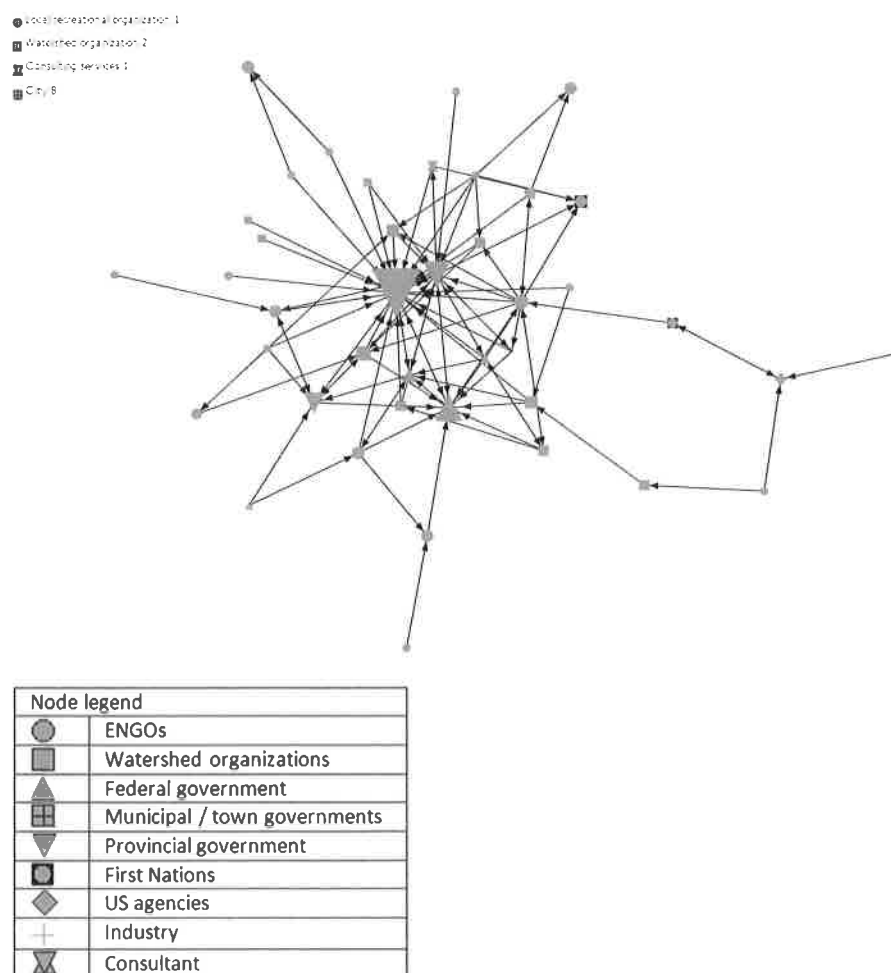 Local recreational organization 1
Watershed organization 2
Consulting services 1
City 8
Node legend
ENGOs
Watershed organizations
Federal government
Municipal / town governments
Provincial government
First Nations
US agencies
Industry
Consultant